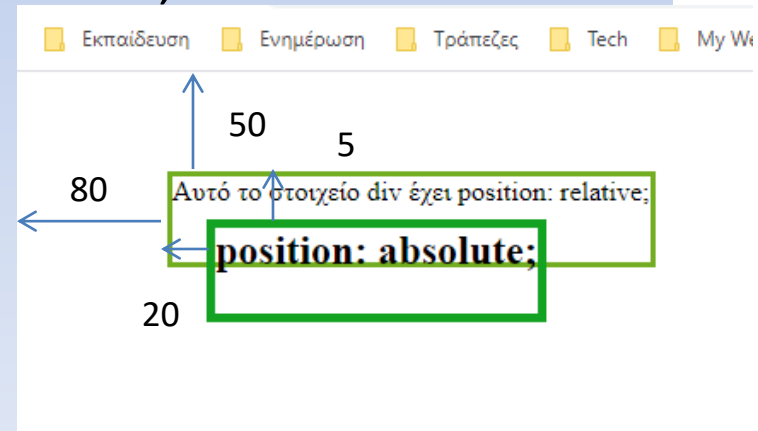 Εκπαίδευση Ενημέρωση Τράπεζες Tech My We
50
5
80
Αυτό το στοιχείο div έχει position: relative;
position: absolute;
20